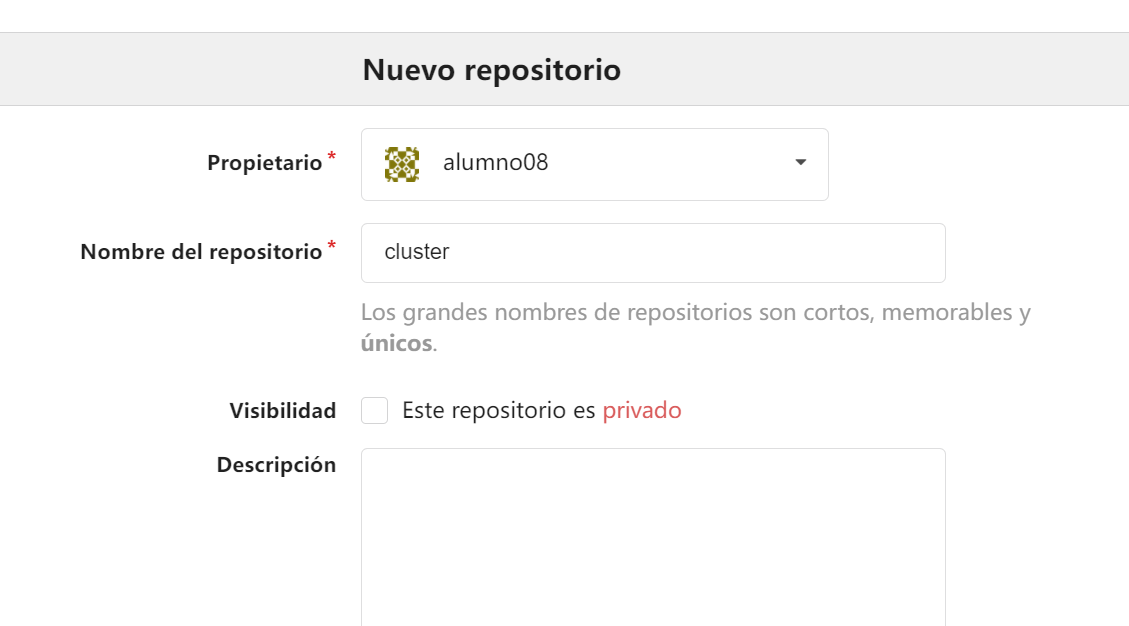 Nuevo repositorio
Propietario *
alumno08
Nombre del repositorio *
cluster
Los grandes nombres de repositorios son cortos, memorables y
únicos.
Visibilidad
Este repositorio es privado
Descripción